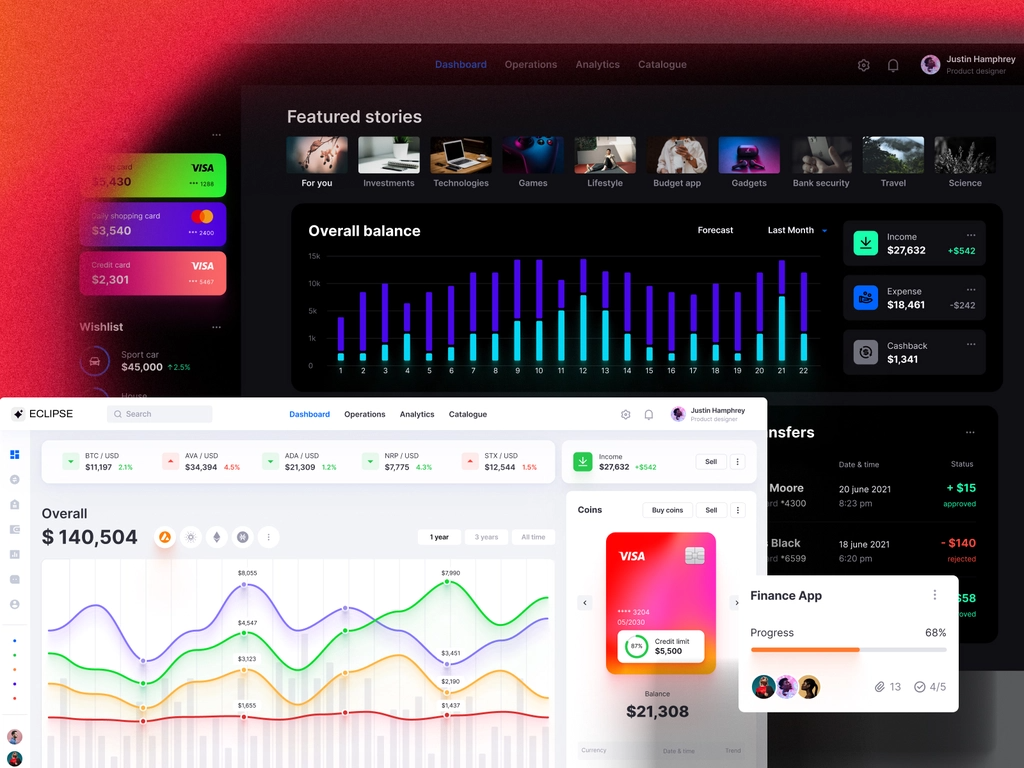 Dashboard Operations Analytics Catalogue
Justin Hamphrey
Product designer
Featured stories
For you Investments Technologies Games Lifestyle Budget app Gadgets Bank security Travel Science
card VISA
$5,430 *** 1288
Daily shopping card
$3,540 *** 2400
Credit card VISA
$2,301 *** 5467
Wishlist
Sport car
$45,000 2.5%
House
Overall balance
Forecast Last Month
15k
10k
5k
1k
0
1 2 3 4 5 6 7 8 9 10 11 12 13 14 15 16 17 18 19 20 21 22
Income
$27,632 +$542
Expense
$18,461 -$242
Cashback
$1,341
nsfers
Date & time Status
Moore 20 june 2021 + $15
rd *4300 8:23 pm approved
Black 18 june 2021 - $140
rd *6599 6:20 pm rejected
$58
oved
ECLIPSE
Search
Dashboard Operations Analytics Catalogue
Justin Hamphrey
Product designer
BTC / USD
$11,197 2.1%
AVA / USD
$34,394 4.5%
ADA / USD
$21,309 1.2%
NRP / USD
$7,775 4.3%
STX / USD
$12,544 1.5%
Income
$27,632 +$542
Sell
Overall
$ 140,504
1 year 3 years All time
$8,055
$7,990
$4,547
$3,123
$3,451
$2,190
$1,655
$1,437
Coins
Buy coins Sell
VISA
**** 3204
05/2030
87%
Credit limit
$5,500
Balance
$21,308
Currency Date & time Trend
Finance App
Progress 68%
13 4/5